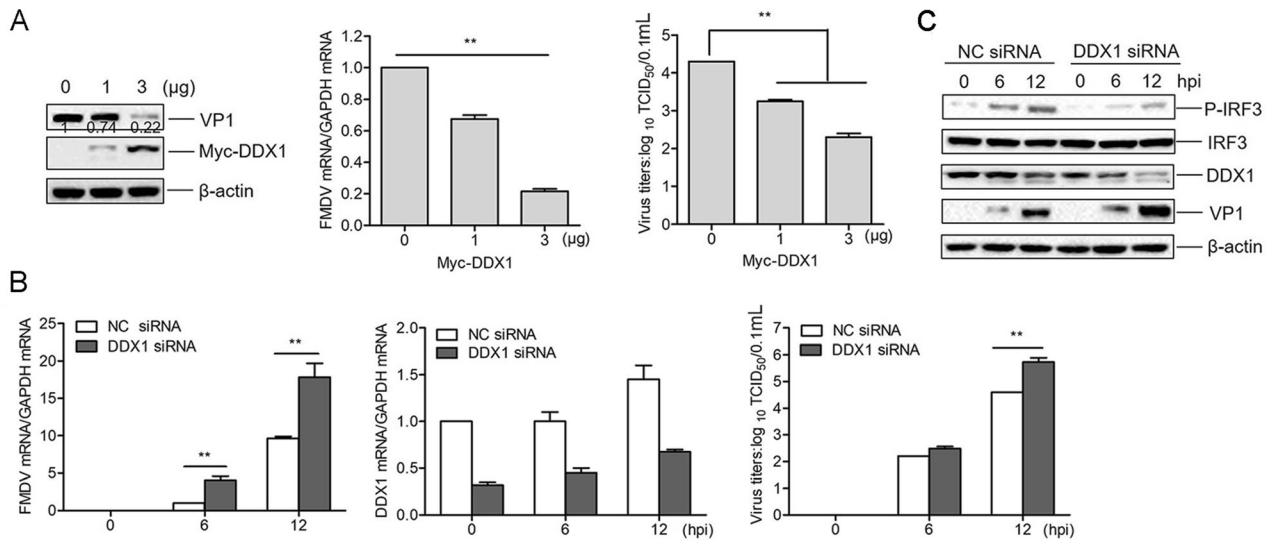 A
0 1 3 (μg)
VP1
1 0.74 0.22
Myc-DDX1
β-actin
FMDV mRNA/GAPDH mRNA
1.2
1.0
0.8
0.6
0.4
0.2
0.0
**
0 1 3 (μg)
Myc-DDX1
Virus titers:log 10 TCID50/0.1mL
5
4
3
2
1
0
**
0 1 3 (μg)
Myc-DDX1
C
NC siRNA DDX1 siRNA
0 6 12 0 6 12 hpi
P-IRF3
IRF3
DDX1
VP1
β-actin
B
FMDV mRNA/GAPDH mRNA
25
20
15
10
5
0
NC siRNA
DDX1 siRNA
**
**
0 6 12
DDX1 mRNA/GAPDH mRNA
2.0
1.5
1.0
0.5
0.0
NC siRNA
DDX1 siRNA
0 6 12 (hpi)
Virus titers:log 10 TCID50/0.1mL
7
6
5
4
3
2
1
0
NC siRNA
DDX1 siRNA
**
0 6 12 (hpi)